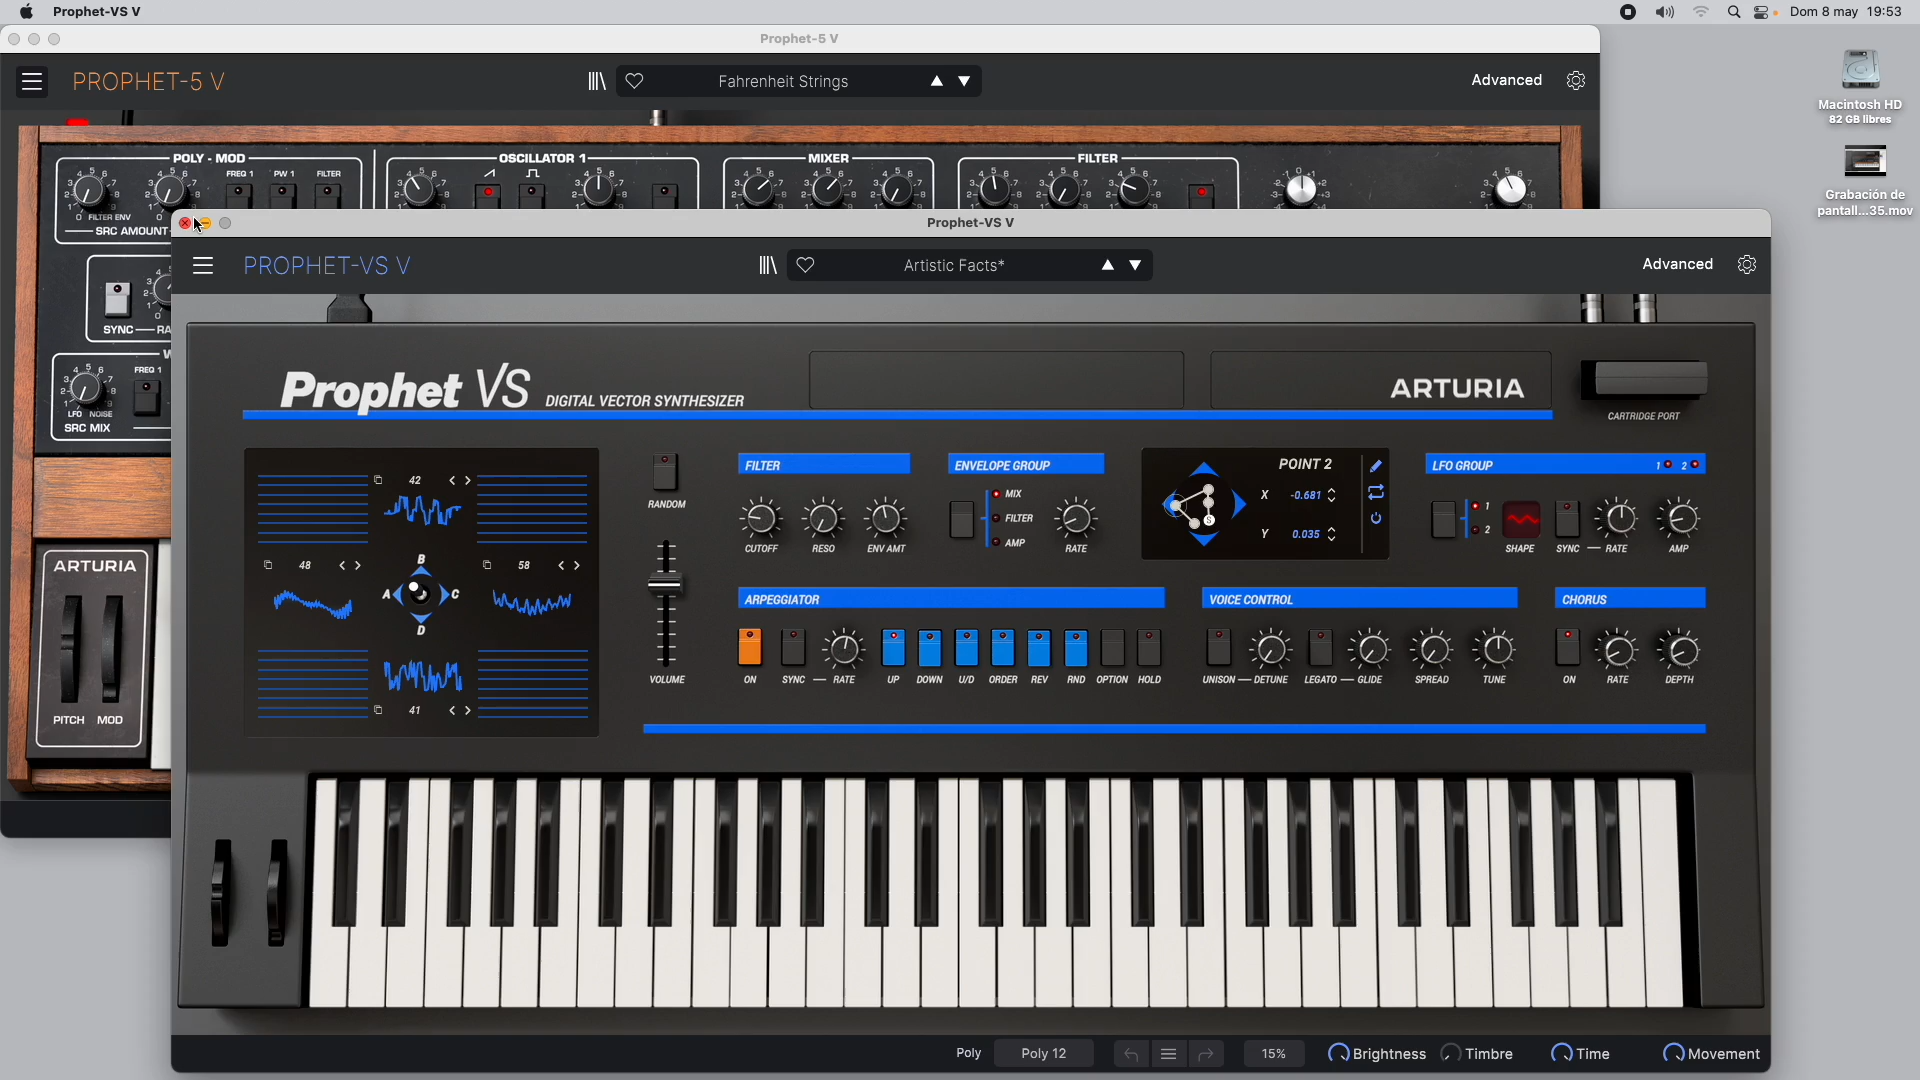 Prophet-VS V
Dom 8 may 19:53
Prophet-5 V
PROPHET-5 V
Fahrenheit Strings
Advanced
Macintosh HD
82 GB libres
Grabación de
pantall...35.mov
POLY - MOD
FREQ 1 PW 1 FILTER
OSCILLATOR 1
MIXER
FILTER
FILTER ENV
SRC AMOUNT
SYNC
FREQ 1
LFO NOISE
SRC MIX
ARTURIA
PITCH MOD
Prophet-VS V
PROPHET-VS V
Artistic Facts*
Advanced
Prophet VS DIGITAL VECTOR SYNTHESIZER
ARTURIA
CARTRIDGE PORT
42
48
58
41
B
A C
D
RANDOM
VOLUME
FILTER
CUTOFF RESO ENV AMT
ENVELOPE GROUP
MIX
FILTER
AMP
RATE
POINT 2
X -0.681
Y 0.035
S
LFO GROUP 1 2
1
2
SHAPE SYNC RATE AMP
ARPEGGIATOR
ON SYNC RATE UP DOWN U/D ORDER REV RND OPTION HOLD
VOICE CONTROL
UNISON DETUNE LEGATO GLIDE SPREAD TUNE
CHORUS
ON RATE DEPTH
Poly Poly 12 15% Brightness Timbre Time Movement